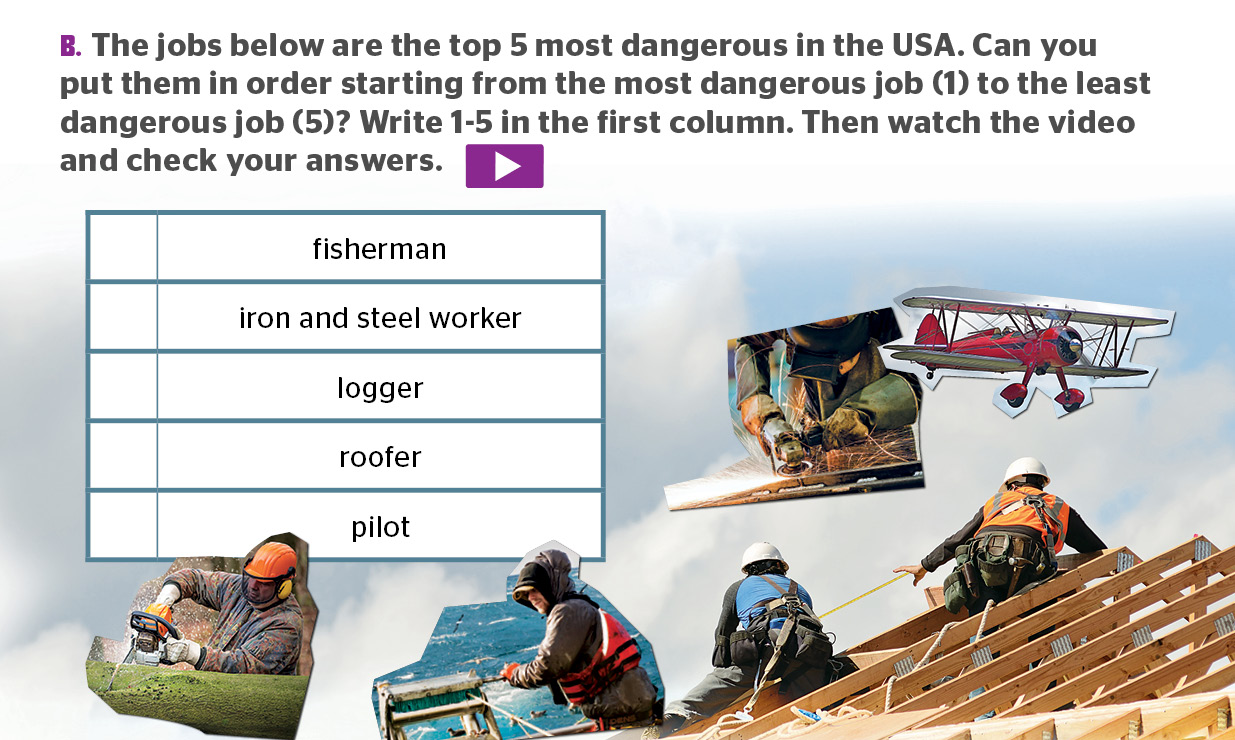 B. The jobs below are the top 5 most dangerous in the USA. Can you
put them in order starting from the most dangerous job (1) to the least
dangerous job (5)? Write 1-5 in the first column. Then watch the video
and check your answers.
fisherman
iron and steel worker
logger
roofer
pilot